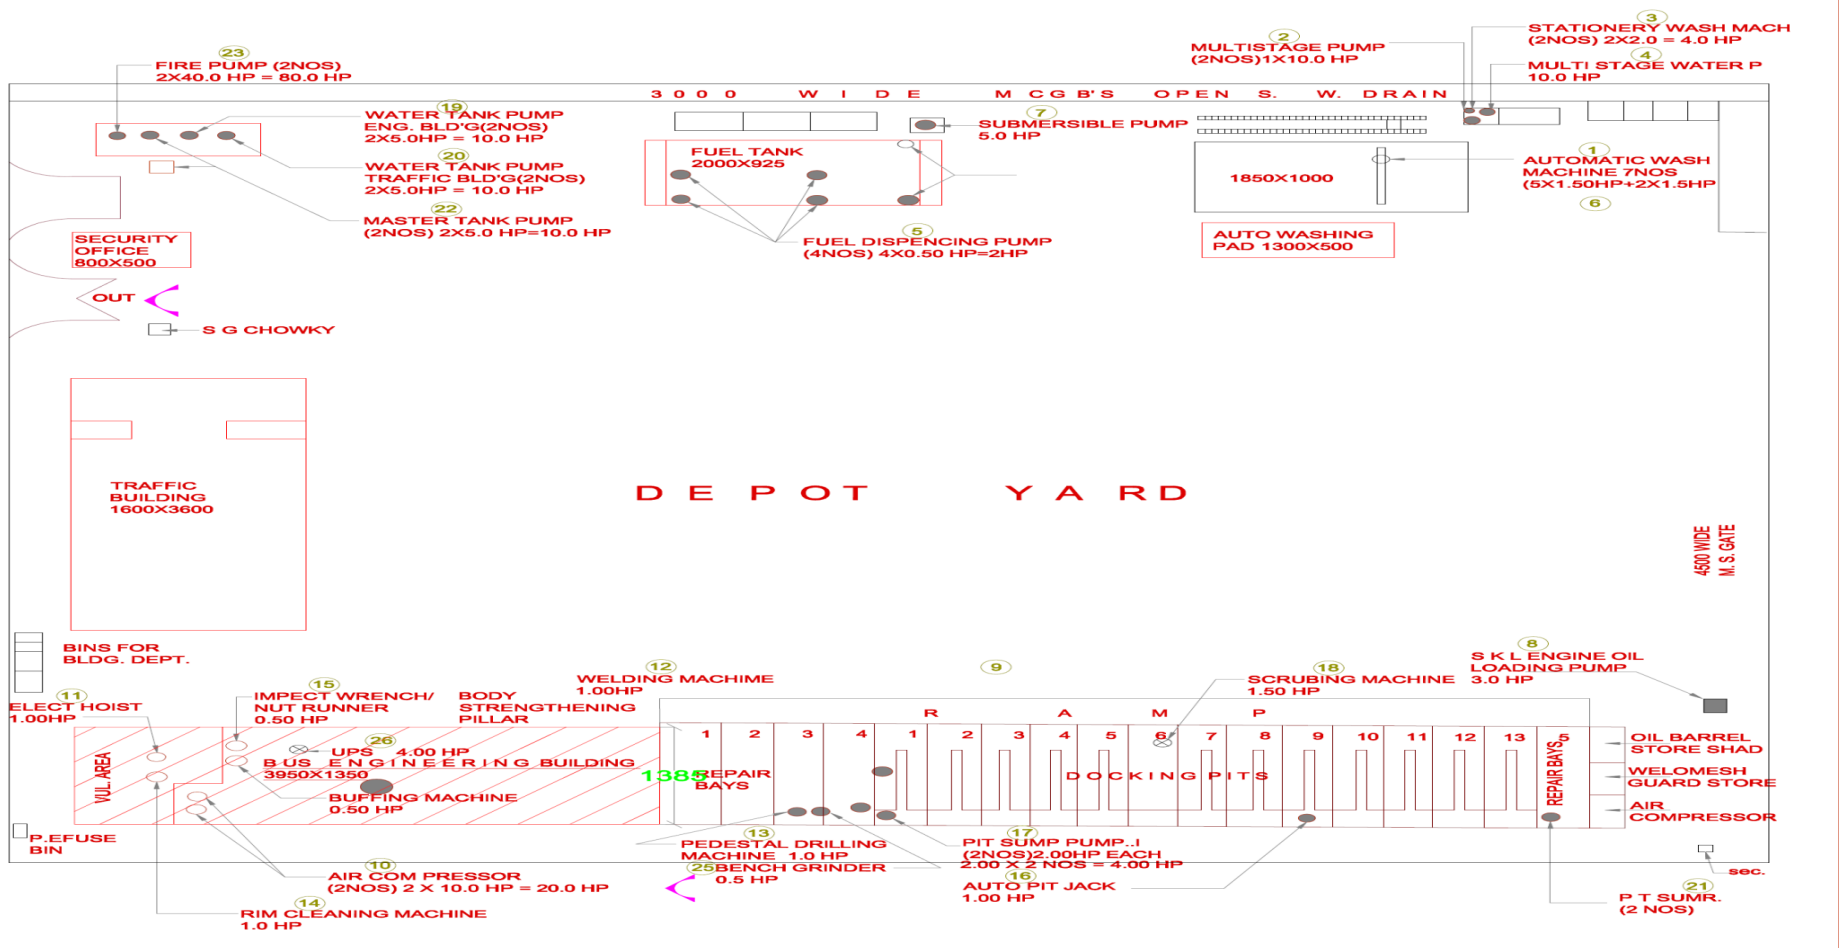 3
STATIONERY WASH MACH
(2NOS) 2X2.0 = 4.0 HP
2
MULTISTAGE PUMP
(2NOS)1X10.0 HP
4
MULTI STAGE WATER P
10.0 HP
23
FIRE PUMP (2NOS)
2X40.0 HP = 80.0 HP
3000 WIDE MCGB'S OPEN S. W. DRAIN
19
WATER TANK PUMP
ENG. BLD'G(2NOS)
2X5.0HP = 10.0 HP
7
SUBMERSIBLE PUMP
5.0 HP
20
WATER TANK PUMP
TRAFFIC BLD'G(2NOS)
2X5.0HP = 10.0 HP
FUEL TANK
2000X925
1850X1000
1
AUTOMATIC WASH
MACHINE 7NOS
(5X1.50HP+2X1.5HP
6
22
MASTER TANK PUMP
(2NOS) 2X5.0 HP=10.0 HP
5
FUEL DISPENCING PUMP
(4NOS) 4X0.50 HP=2HP
AUTO WASHING
PAD 1300X500
SECURITY
OFFICE
800X500
OUT
S G CHOWKY
TRAFFIC
BUILDING
1600X3600
DEPOT YARD
4500 WIDE
M. S. GATE
BINS FOR
BLDG. DEPT.
8
S K L ENGINE OIL
LOADING PUMP
3.0 HP
12
WELDING MACHIME
1.00HP
9
18
SCRUBING MACHINE
1.50 HP
11
ELECT HOIST
1.00HP
15
IMPECT WRENCH/
NUT RUNNER
0.50 HP
BODY
STRENGTHENING
PILLAR
RAMP
26
UPS 4.00 HP
BUS ENGINEERING BUILDING
3950X1350
VUL. AREA
BUFFING MACHINE
0.50 HP
1 2 3 4 1 2 3 4 5 6 7 8 9 10 11 12 13 5
1385
REPAIR
BAYS
DOCKING PITS
REPAIR BAYS
OIL BARREL
STORE SHAD
WELOMESH
GUARD STORE
AIR
COMPRESSOR
P.EFUSE
BIN
13
PEDESTAL DRILLING
MACHINE 1.0 HP
17
PIT SUMP PUMP..I
(2NOS)2.00HP EACH
2.00 X 2 NOS = 4.00 HP
25
BENCH GRINDER
0.5 HP
16
AUTO PIT JACK
1.00 HP
10
AIR COM PRESSOR
(2NOS) 2 X 10.0 HP = 20.0 HP
14
RIM CLEANING MACHINE
1.0 HP
sec.
21
P T SUMR.
(2 NOS)